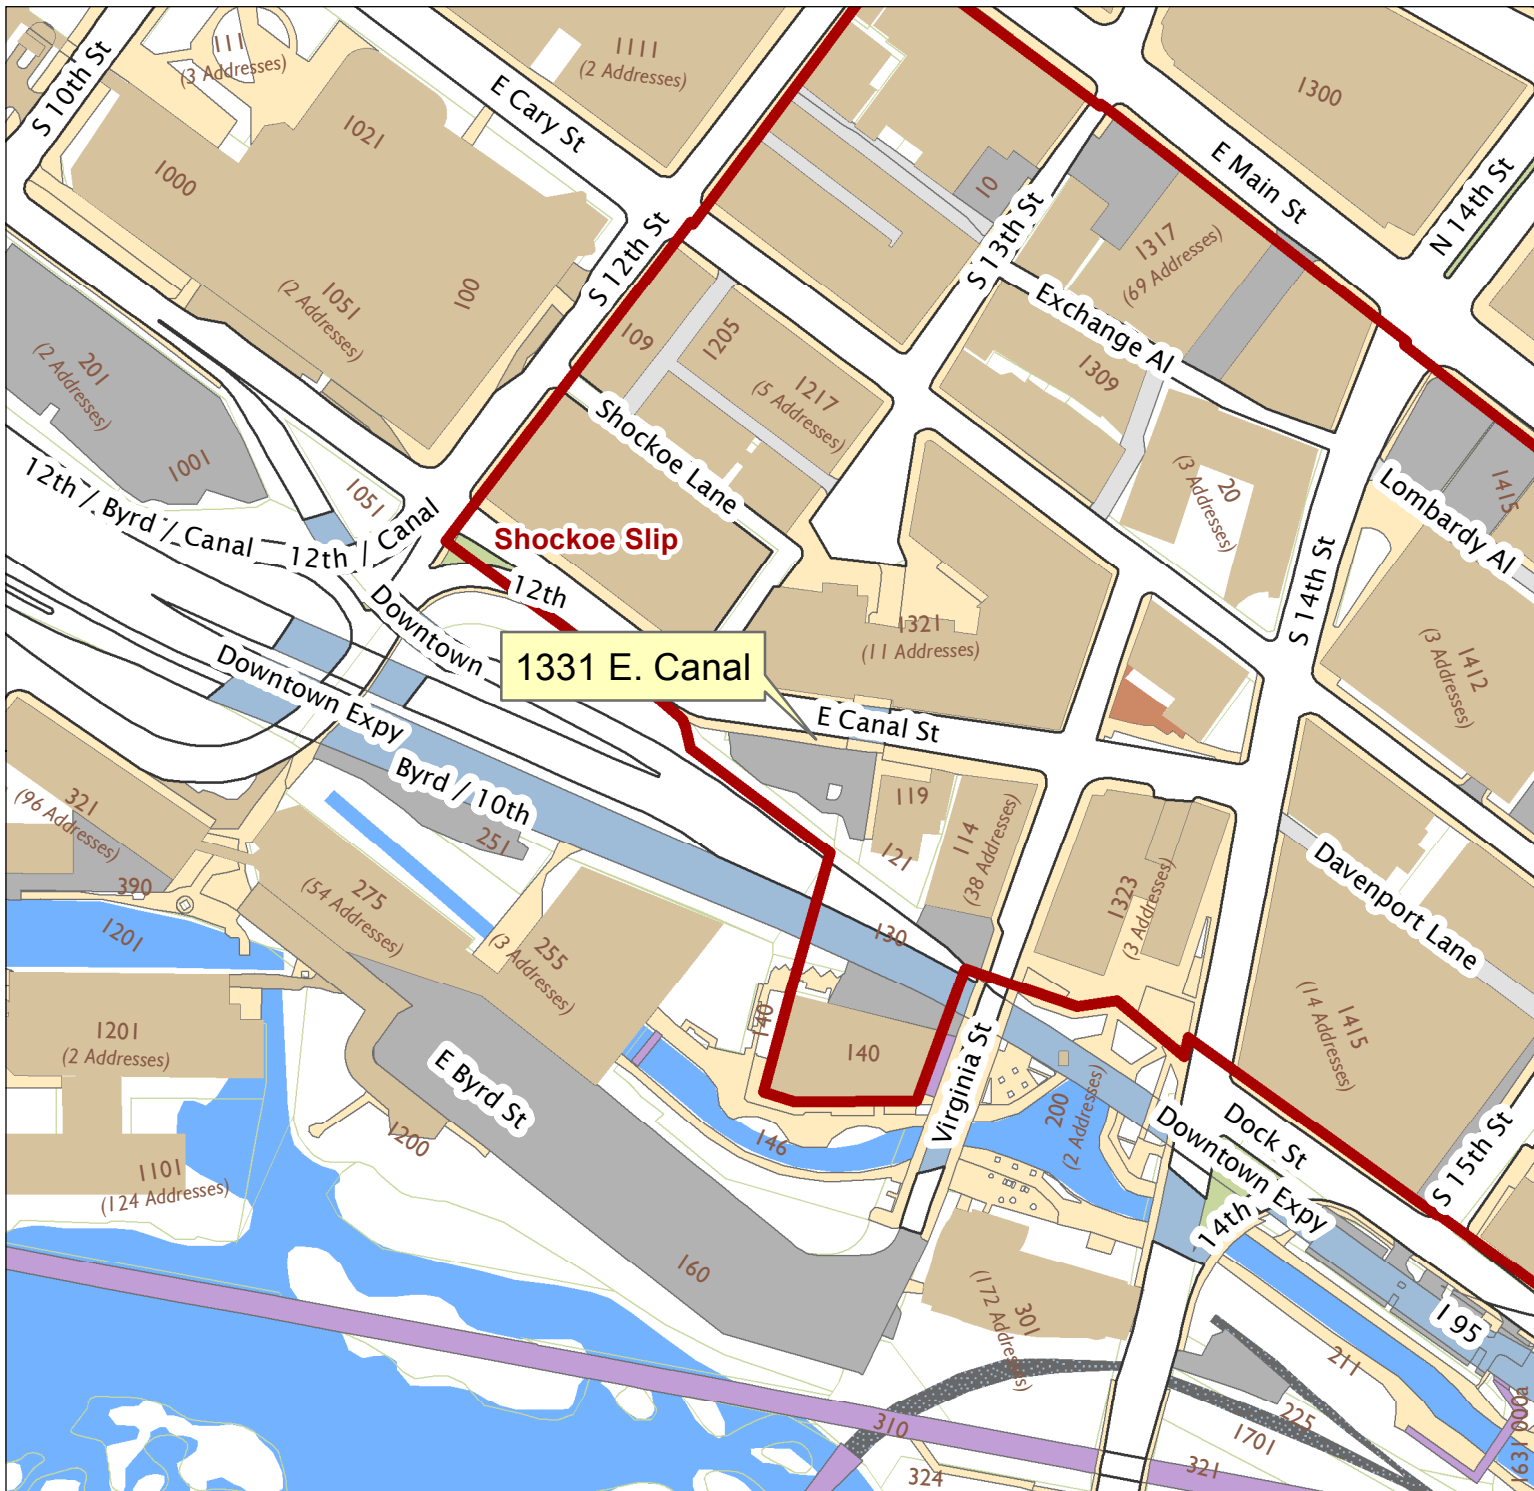 111
(3 Addresses)
S 10th St
1111
(2 Addresses)
E Cary St
1300
1021
1000
E Main St
N 14th St
10
S 13th St
1317
(69 Addresses)
S 12th St
1051
(2 Addresses)
100
Exchange Al
109
1205
1309
1217
(5 Addresses)
201
(2 Addresses)
1001
Shockoe Lane
20
(3 Addresses)
1415
Lombardy Al
1051
12th / Byrd / Canal
12th / Canal
Shockoe Slip
12th
Downtown
S 14th St
1321
(11 Addresses)
1331 E. Canal
1412
(3 Addresses)
Downtown Expy
E Canal St
Byrd / 10th
321
(96 Addresses)
119
114
(38 Addresses)
121
251
390
275
(54 Addresses)
1323
(3 Addresses)
Davenport Lane
1201
255
(3 Addresses)
130
1415
(14 Addresses)
1201
(2 Addresses)
140
140
Virginia St
E Byrd St
200
(2 Addresses)
Dock St
Downtown Expy
1200
146
S 15th St
1101
(124 Addresses)
14th
160
301
(172 Addresses)
I 95
211
225
310
1701
321
324
1631 000a